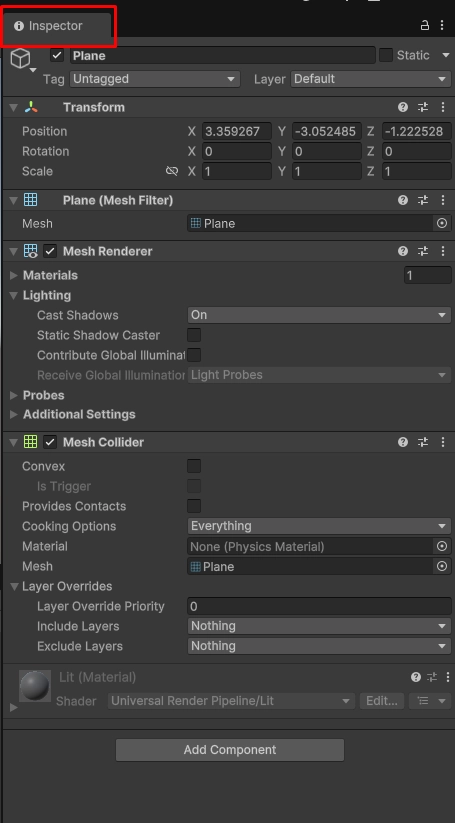 Inspector
Plane Static
Tag Untagged Layer Default
Transform
Position X 3.359267 Y -3.052485 Z -1.222528
Rotation X 0 Y 0 Z 0
Scale X 1 Y 1 Z 1
Plane (Mesh Filter)
Mesh Plane
Mesh Renderer
Materials 1
Lighting
Cast Shadows On
Static Shadow Caster
Contribute Global Illuminat
Receive Global Illumination Light Probes
Probes
Additional Settings
Mesh Collider
Convex
Is Trigger
Provides Contacts
Cooking Options Everything
Material None (Physics Material)
Mesh Plane
Layer Overrides
Layer Override Priority 0
Include Layers Nothing
Exclude Layers Nothing
Lit (Material)
Shader Universal Render Pipeline/Lit Edit...
Add Component